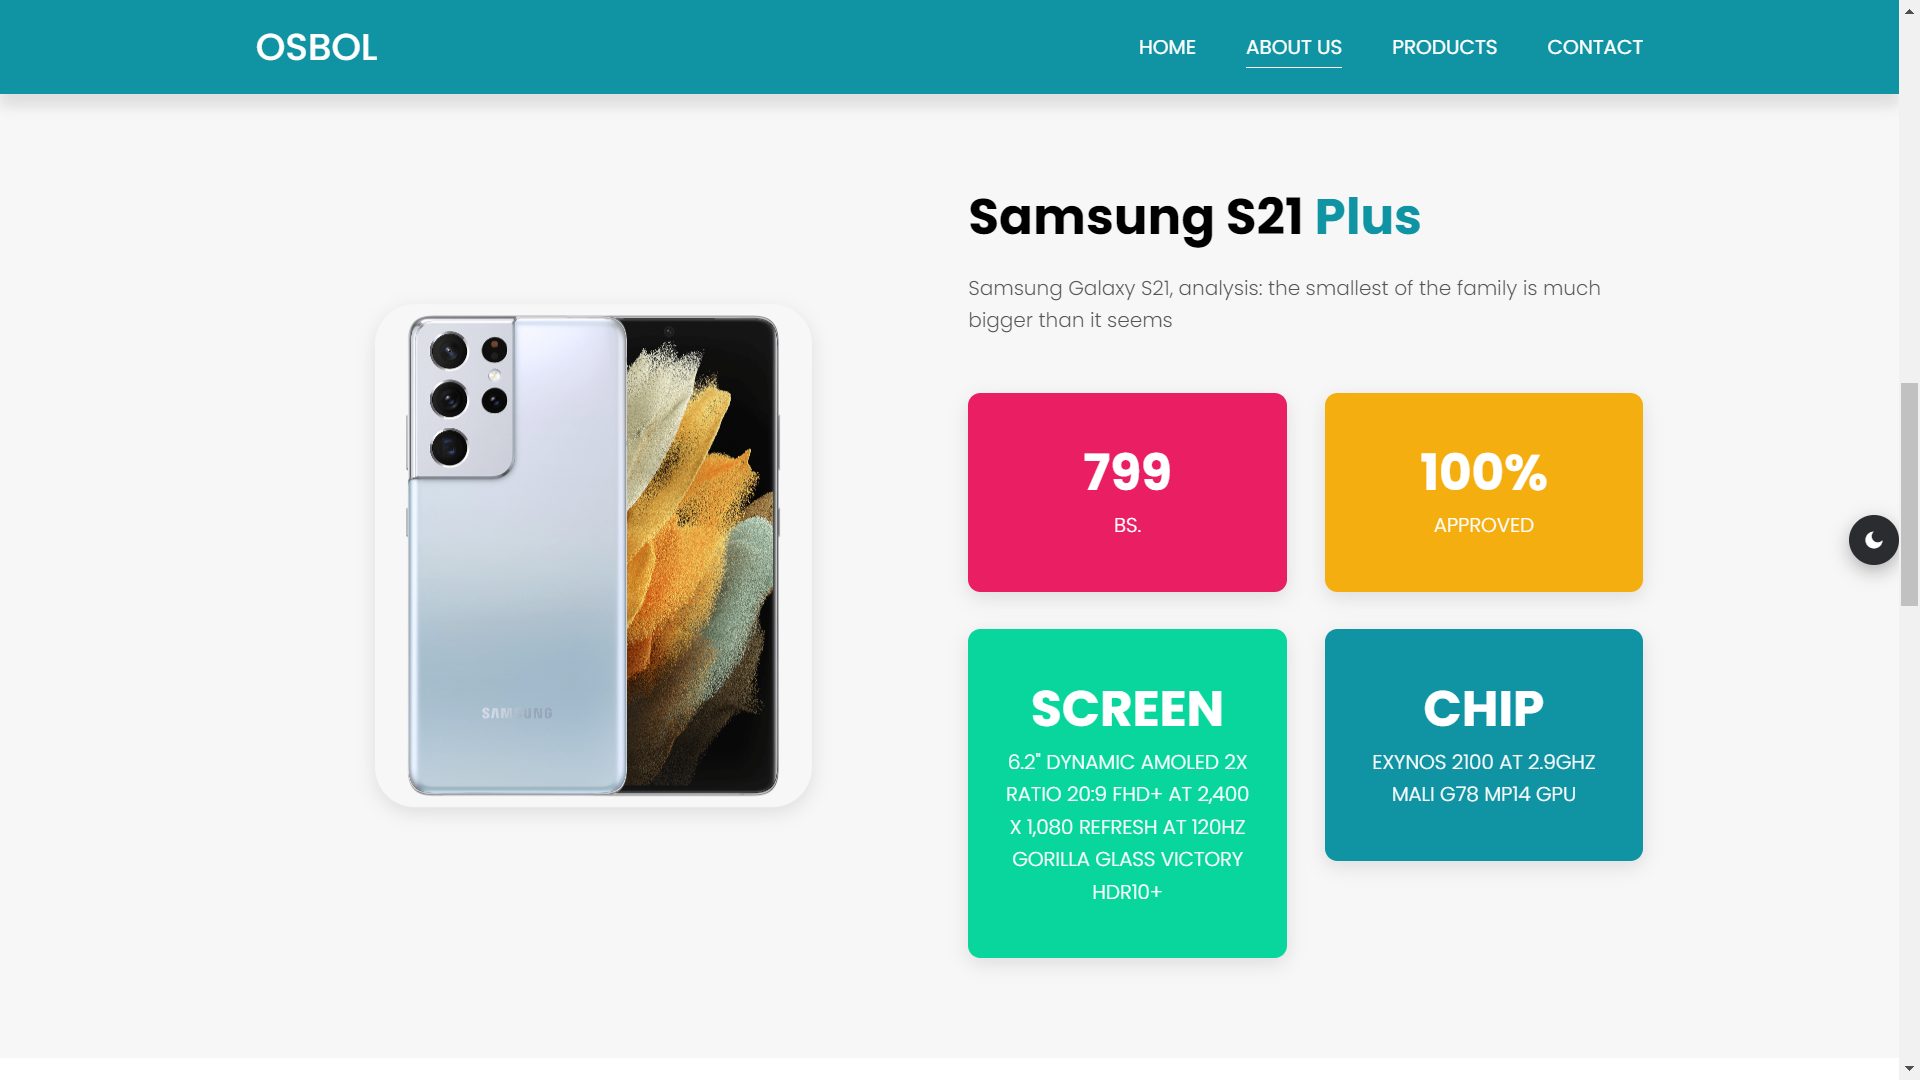 OSBOL
HOME
ABOUT US
PRODUCTS
CONTACT
Samsung S21 Plus
Samsung Galaxy S21, analysis: the smallest of the family is much
bigger than it seems
799
BS.
100%
APPROVED
SCREEN
6.2" DYNAMIC AMOLED 2X
RATIO 20:9 FHD+ AT 2,400
X 1,080 REFRESH AT 120HZ
GORILLA GLASS VICTORY
HDR10+
CHIP
EXYNOS 2100 AT 2.9GHZ
MALI G78 MP14 GPU
SAMSUNG